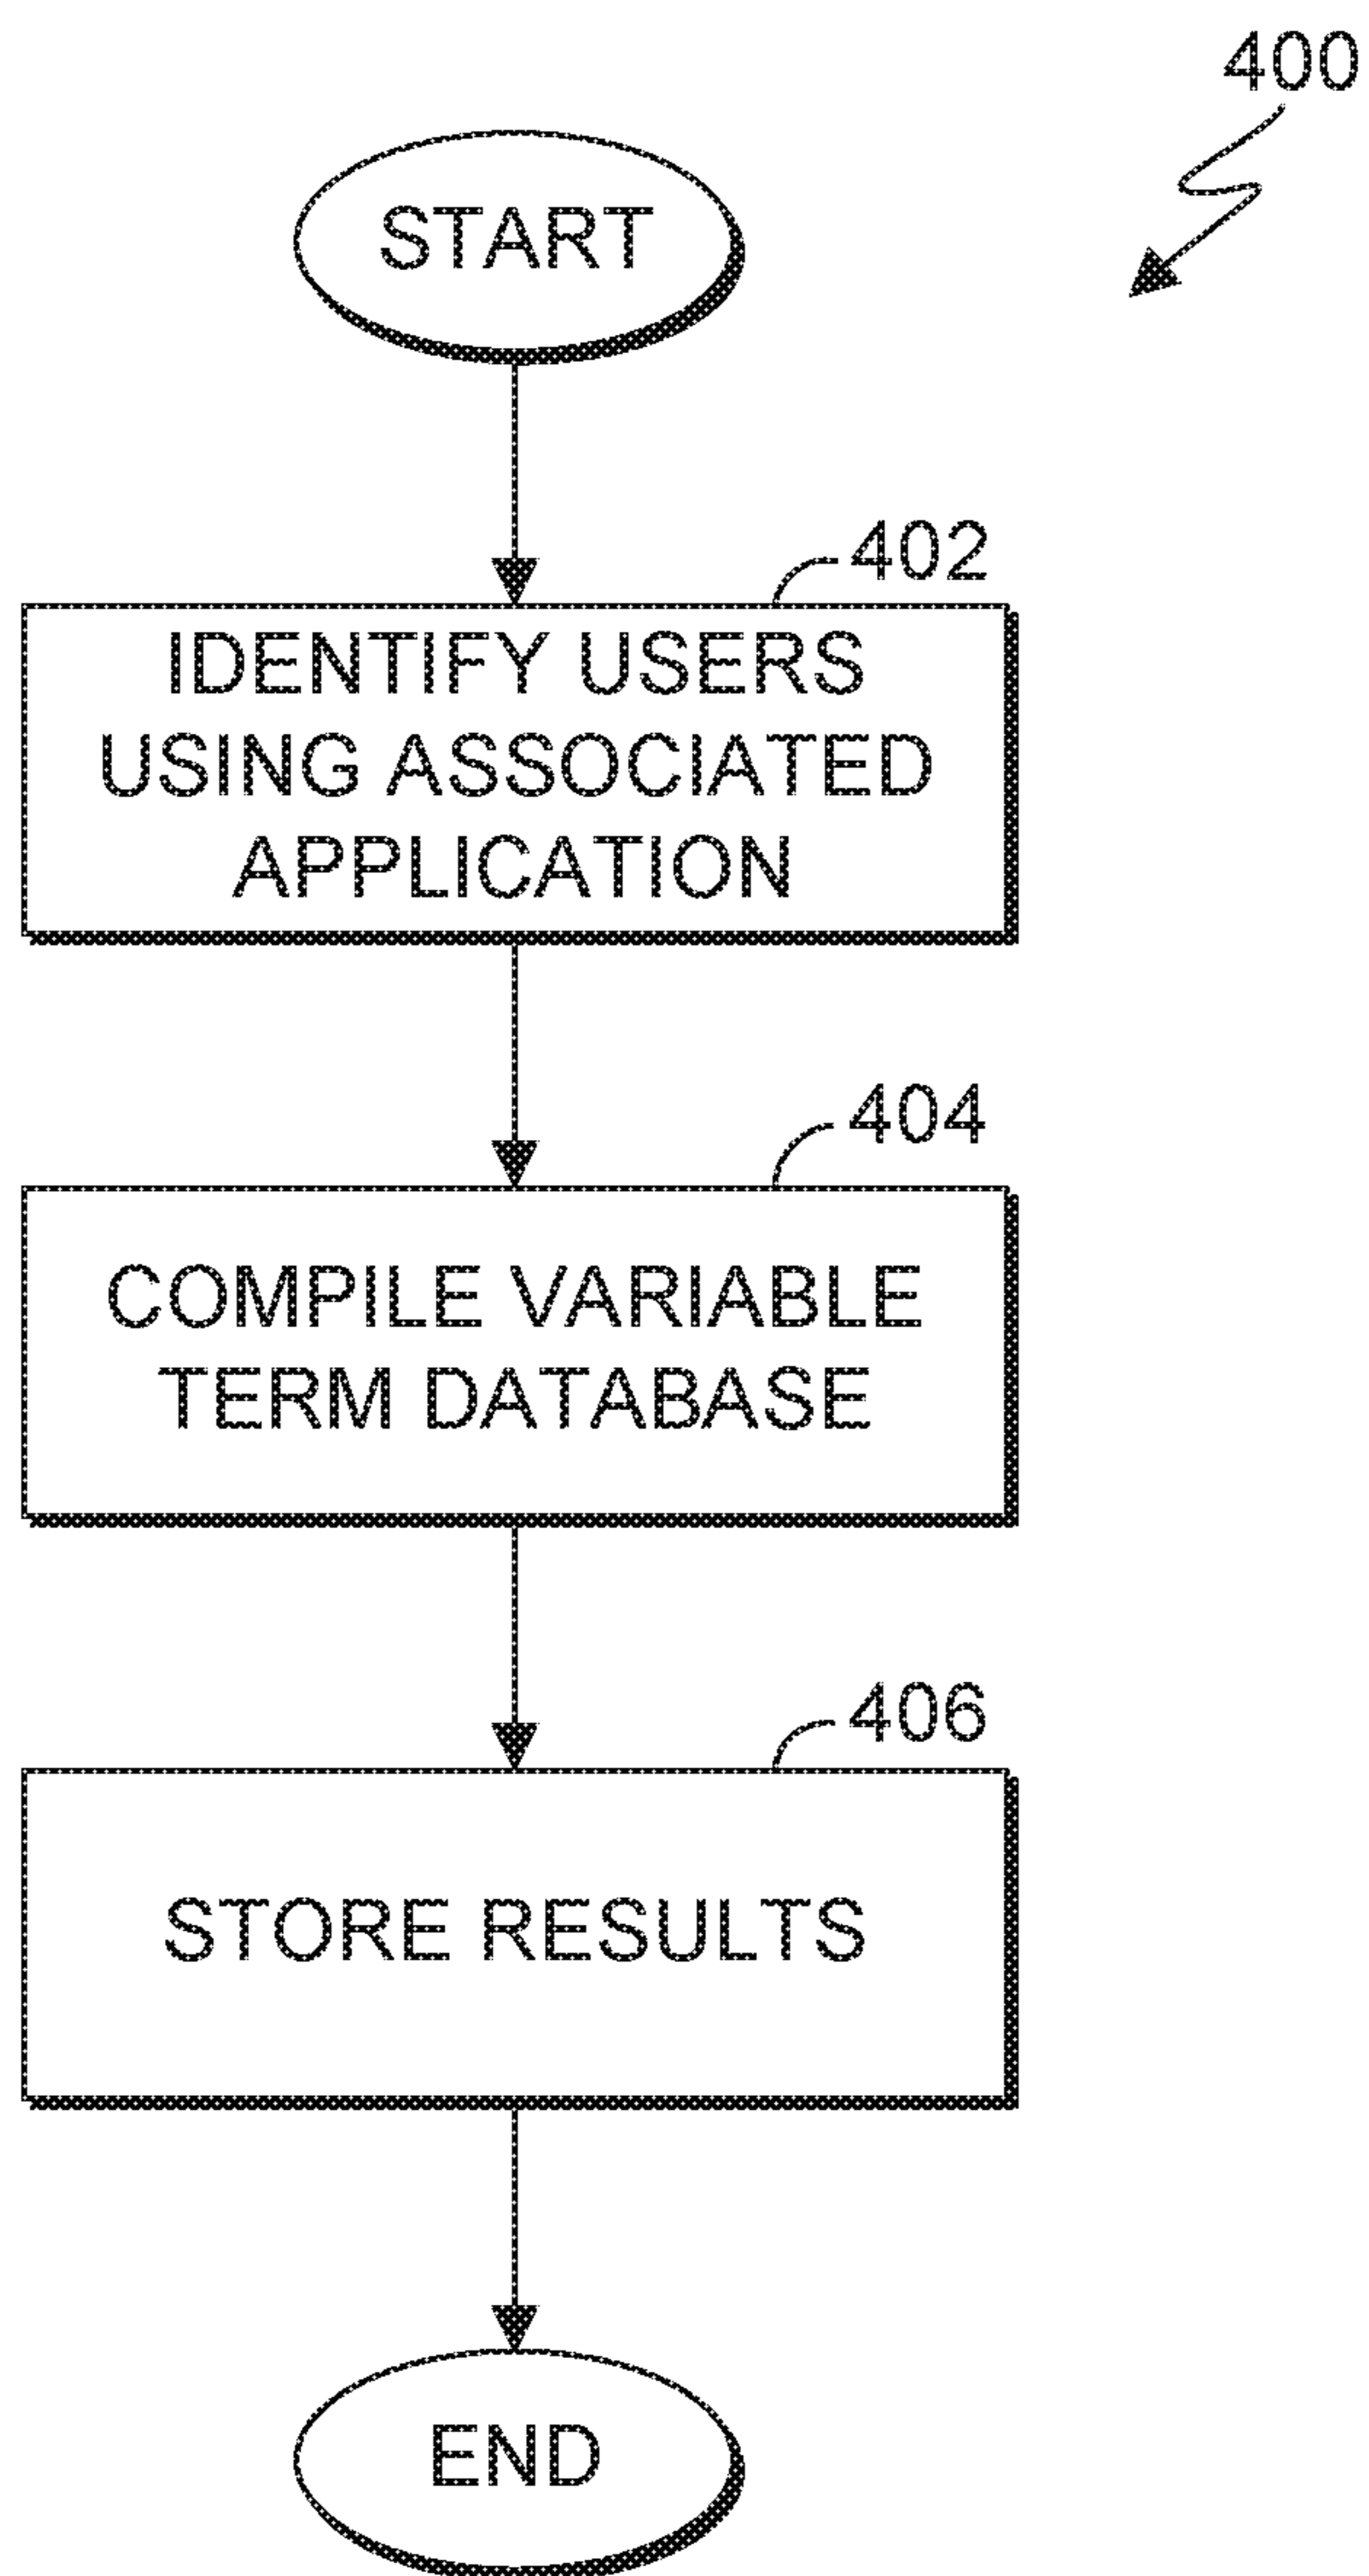 400
START
402
IDENTIFY USERS
USING ASSOCIATED
APPLICATION
404
COMPILE VARIABLE
TERM DATABASE
406
STORE RESULTS
END